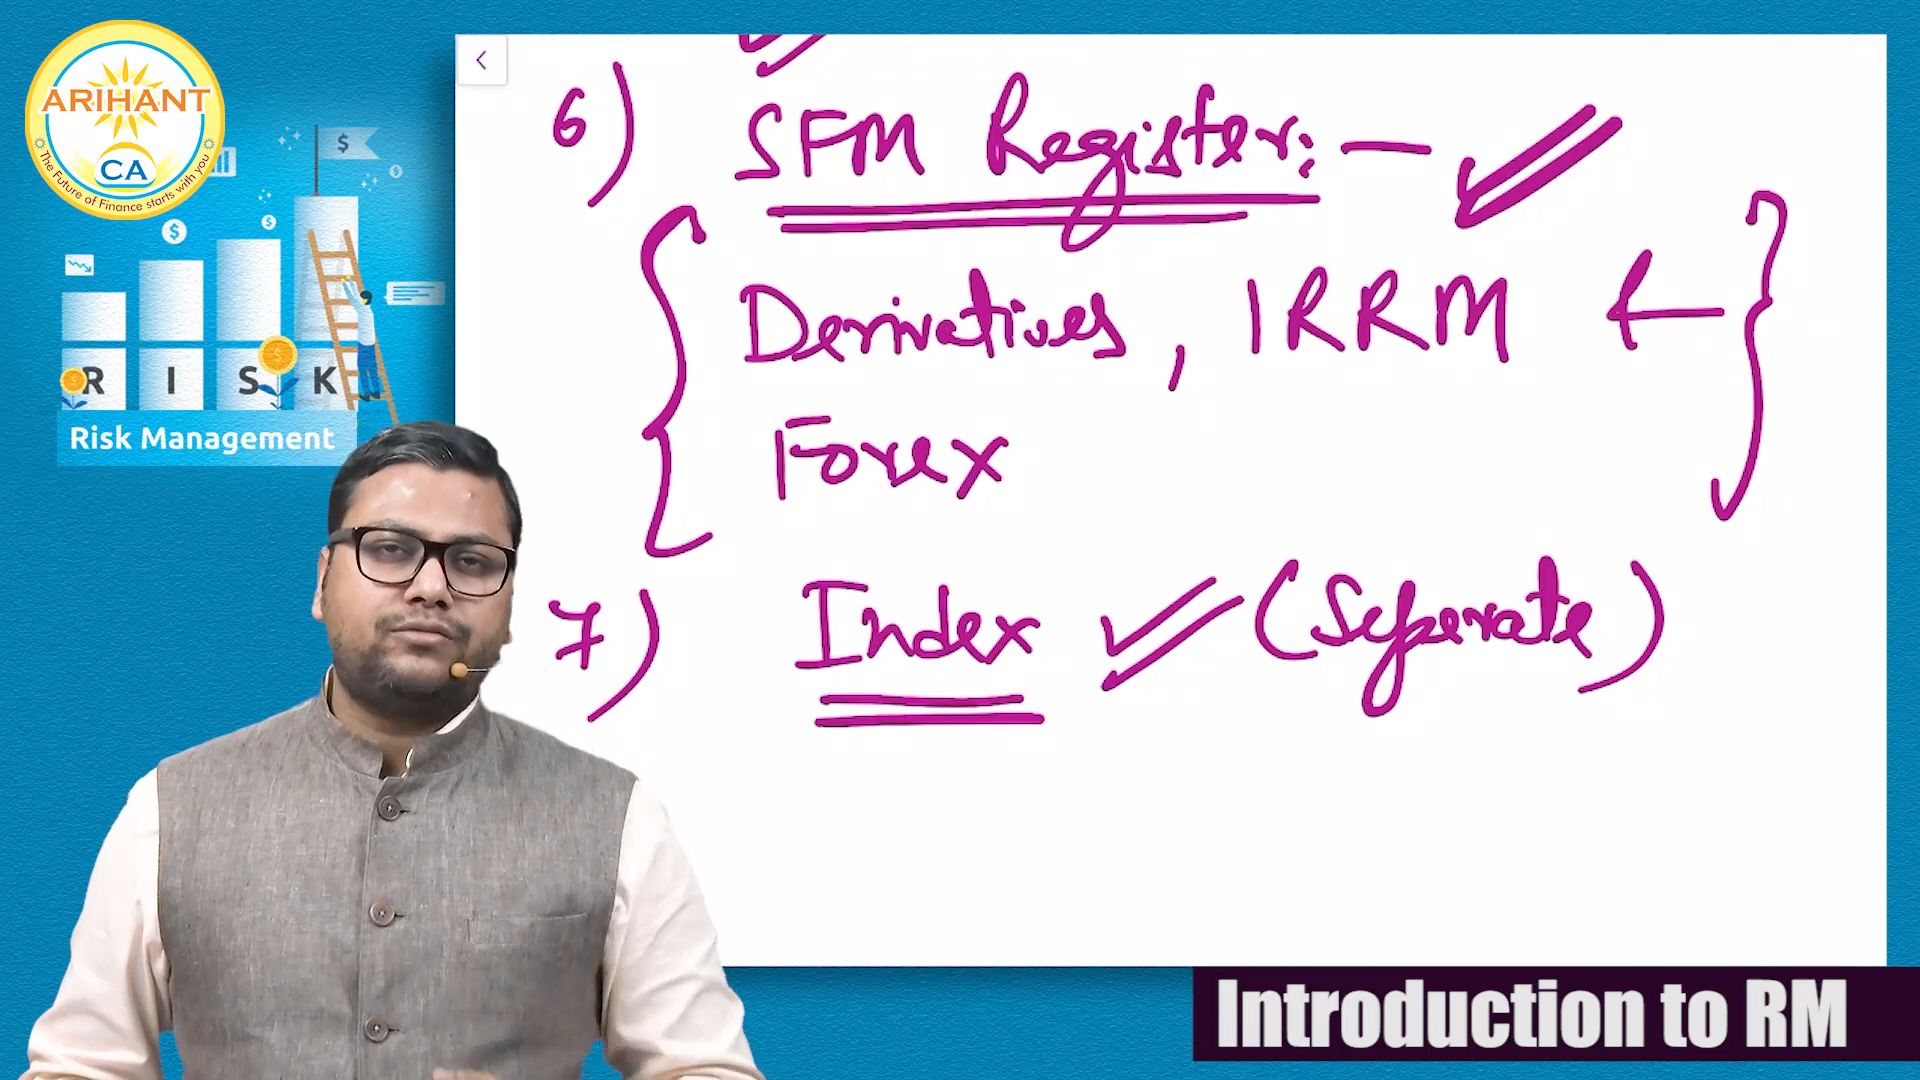 ARIHANT
CA
The Future of Finance starts with you
$
$
$
$
$
$
R I S K
Risk Management
6) SFM Register:—
Derivatives, IRRM
Forex
7) Index (Seperate)
Introduction to RM